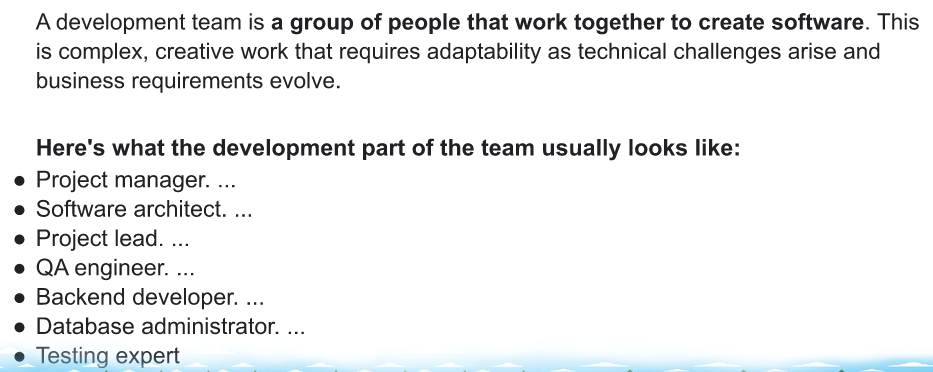 A development team is a group of people that work together to create software. This
is complex, creative work that requires adaptability as technical challenges arise and
business requirements evolve.
Here's what the development part of the team usually looks like:
● Project manager. ...
● Software architect. ...
● Project lead. ...
● QA engineer. ...
● Backend developer. ...
● Database administrator. ...
● Testing expert